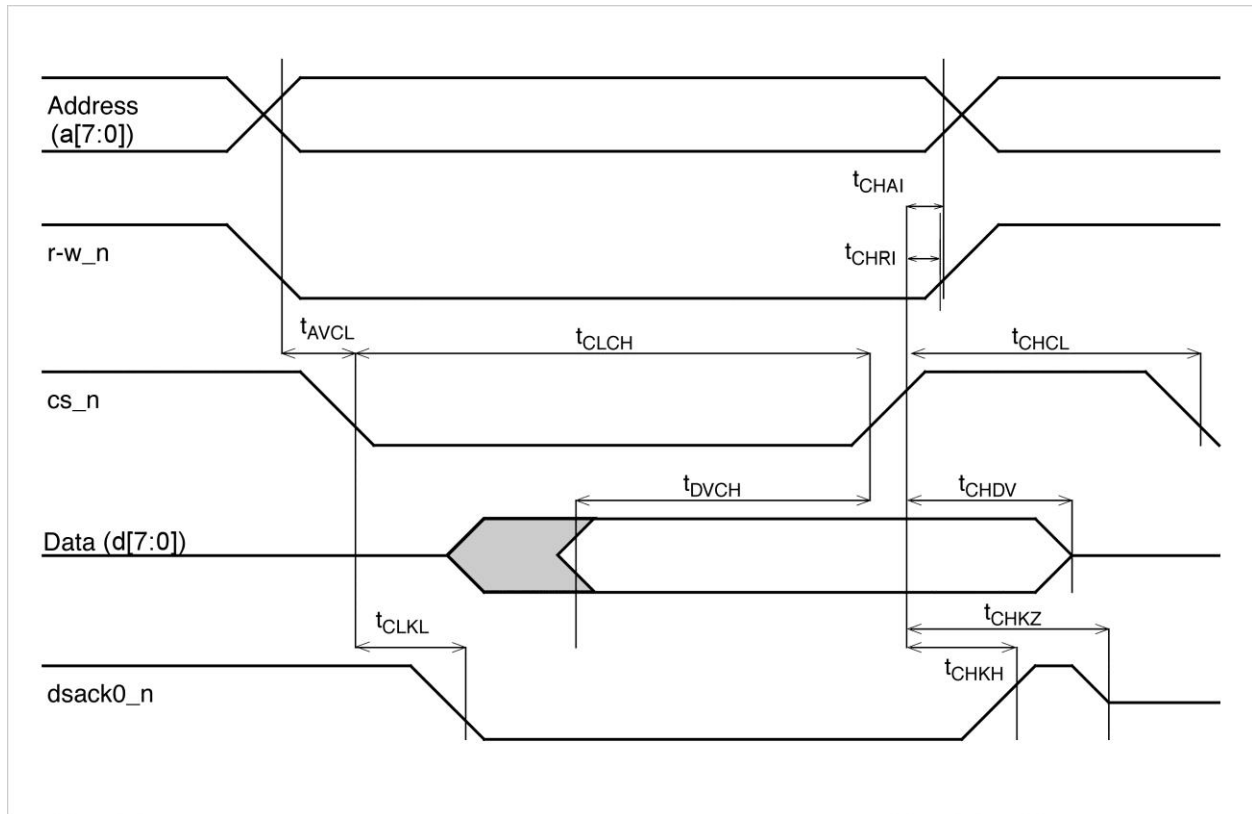 Address
(a[7:0])
tCHAI
r-w_n
tCHRI
tAVCL
tCLCH
tCHCL
cs_n
tDVCH
tCHDV
Data (d[7:0])
tCLKL
tCHKZ
tCHKH
dsack0_n